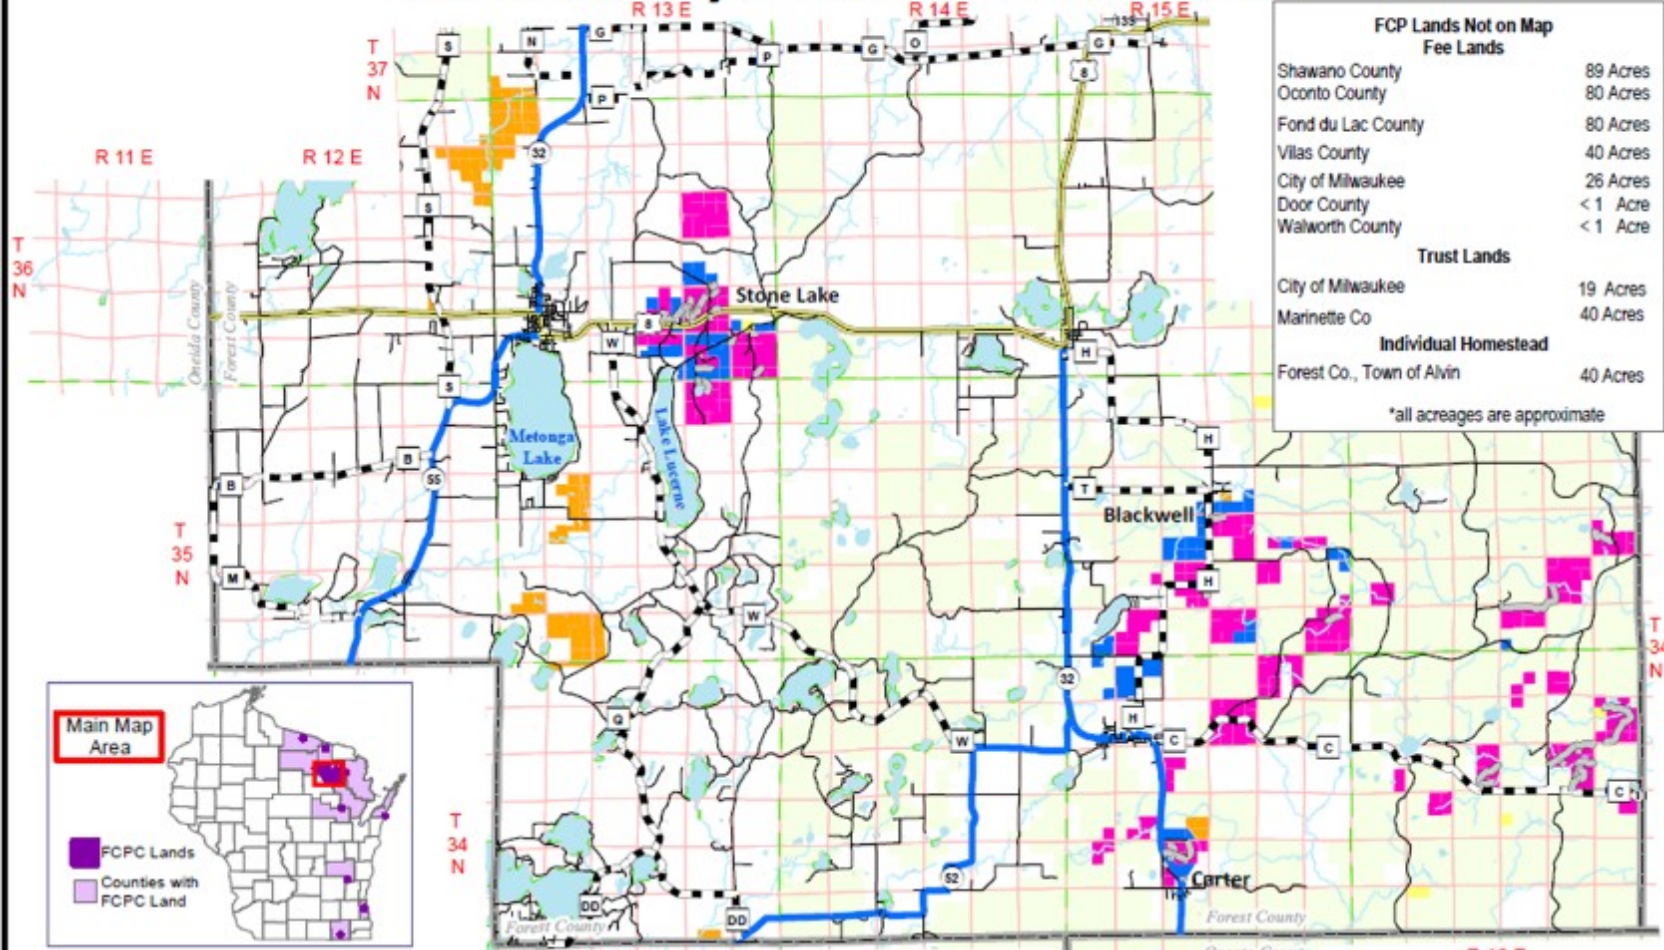 R 13 E
R 14 E
R 15 E
T
37
N
S
N
G
P
G
O
G
135
8
P
32
R 11 E
R 12 E
S
T
36
N
Oneida County
Forest County
Stone Lake
8
W
H
S
Metonga
Lake
Lake Lucerne
B
B
55
H
T
Blackwell
T
35
N
M
H
W
T
34
N
32
Q
H
W
C
C
C
T
34
N
52
Carter
DD
DD
Forest County
Forest County
FCP Lands Not on Map
Fee Lands
Shawano County 89 Acres
Oconto County 80 Acres
Fond du Lac County 80 Acres
Vilas County 40 Acres
City of Milwaukee 26 Acres
Door County < 1 Acre
Walworth County < 1 Acre
Trust Lands
City of Milwaukee 19 Acres
Marinette Co 40 Acres
Individual Homestead
Forest Co., Town of Alvin 40 Acres
*all acreages are approximate
Main Map
Area
FCPC Lands
Counties with
FCPC Land